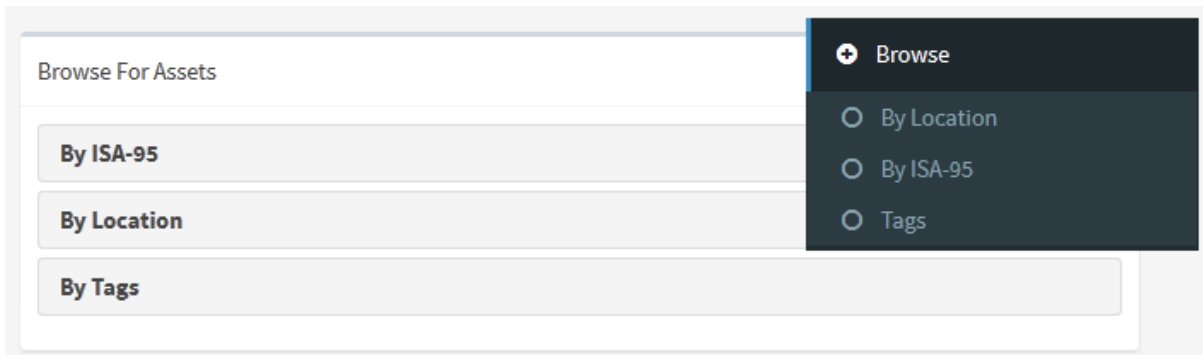 Browse For Assets
By ISA-95
By Location
By Tags
Browse
By Location
By ISA-95
Tags